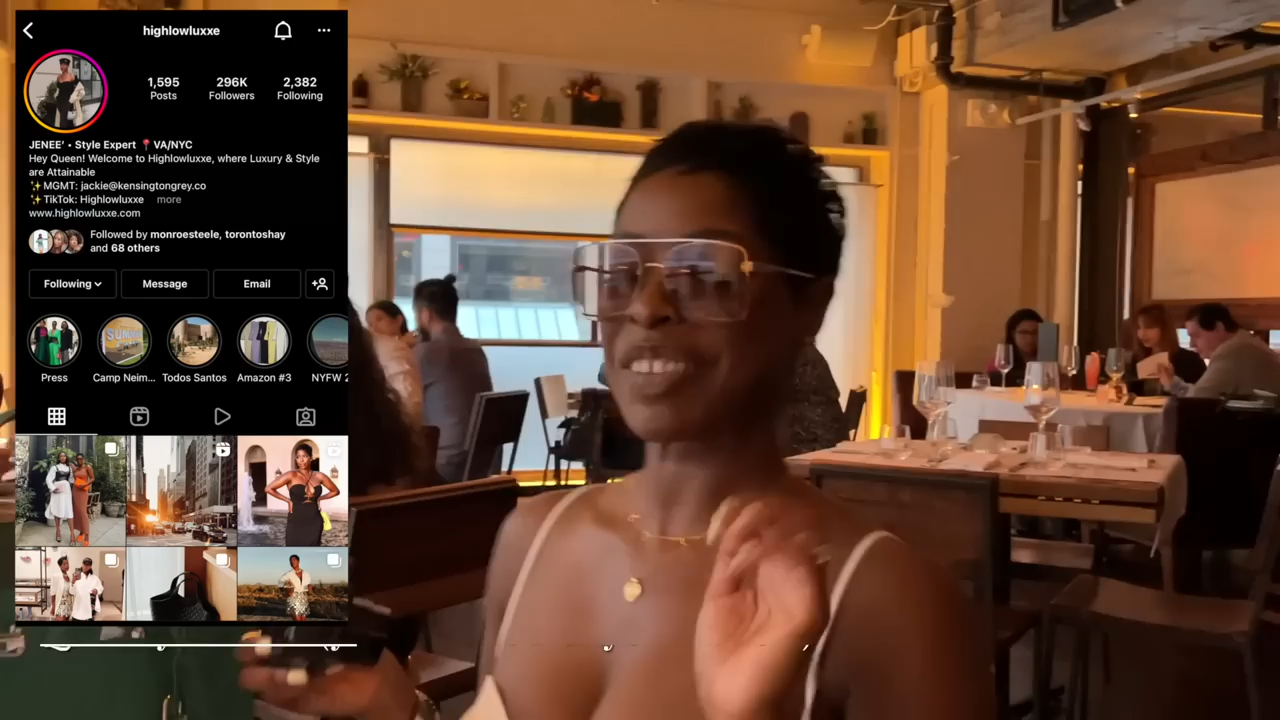 highlowluxxe
1,595 296K 2,382
Posts Followers Following
JENEE’ • Style Expert 📍 VA/NYC
Hey Queen! Welcome to Highlowluxxe, where Luxury & Style
are Attainable
✨MGMT: jackie@kensingtongrey.co
✨TikTok: Highlowluxxe more
www.highlowluxxe.com
Followed by monroesteele, torontoshay
and 68 others
Following Message Email
Press Camp Neim... Todos Santos Amazon #3 NYFW 2